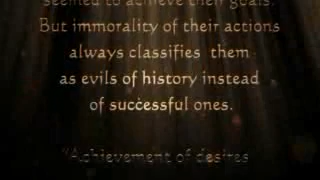 seemed to achieve their goals.
But immorality of their actions
always classifies them
as evils of history instead
of successful ones.
"Achievement of desires